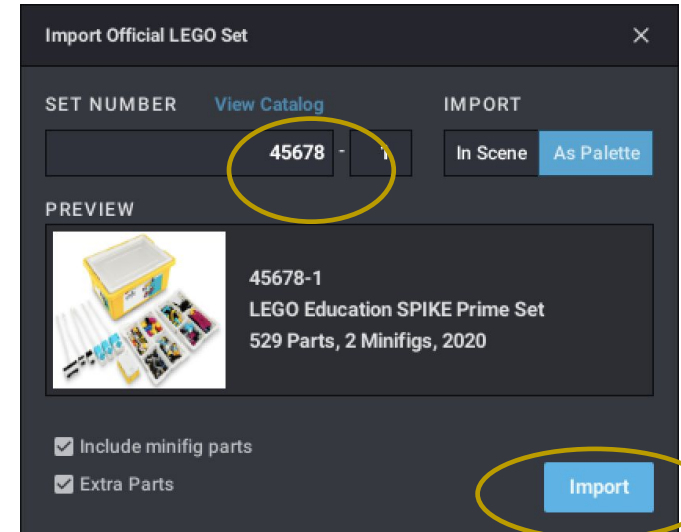 Import Official LEGO Set
SET NUMBER View Catalog IMPORT
45678 - 1 In Scene As Palette
PREVIEW
45678-1
LEGO Education SPIKE Prime Set
529 Parts, 2 Minifigs, 2020
Include minifig parts
Extra Parts
Import